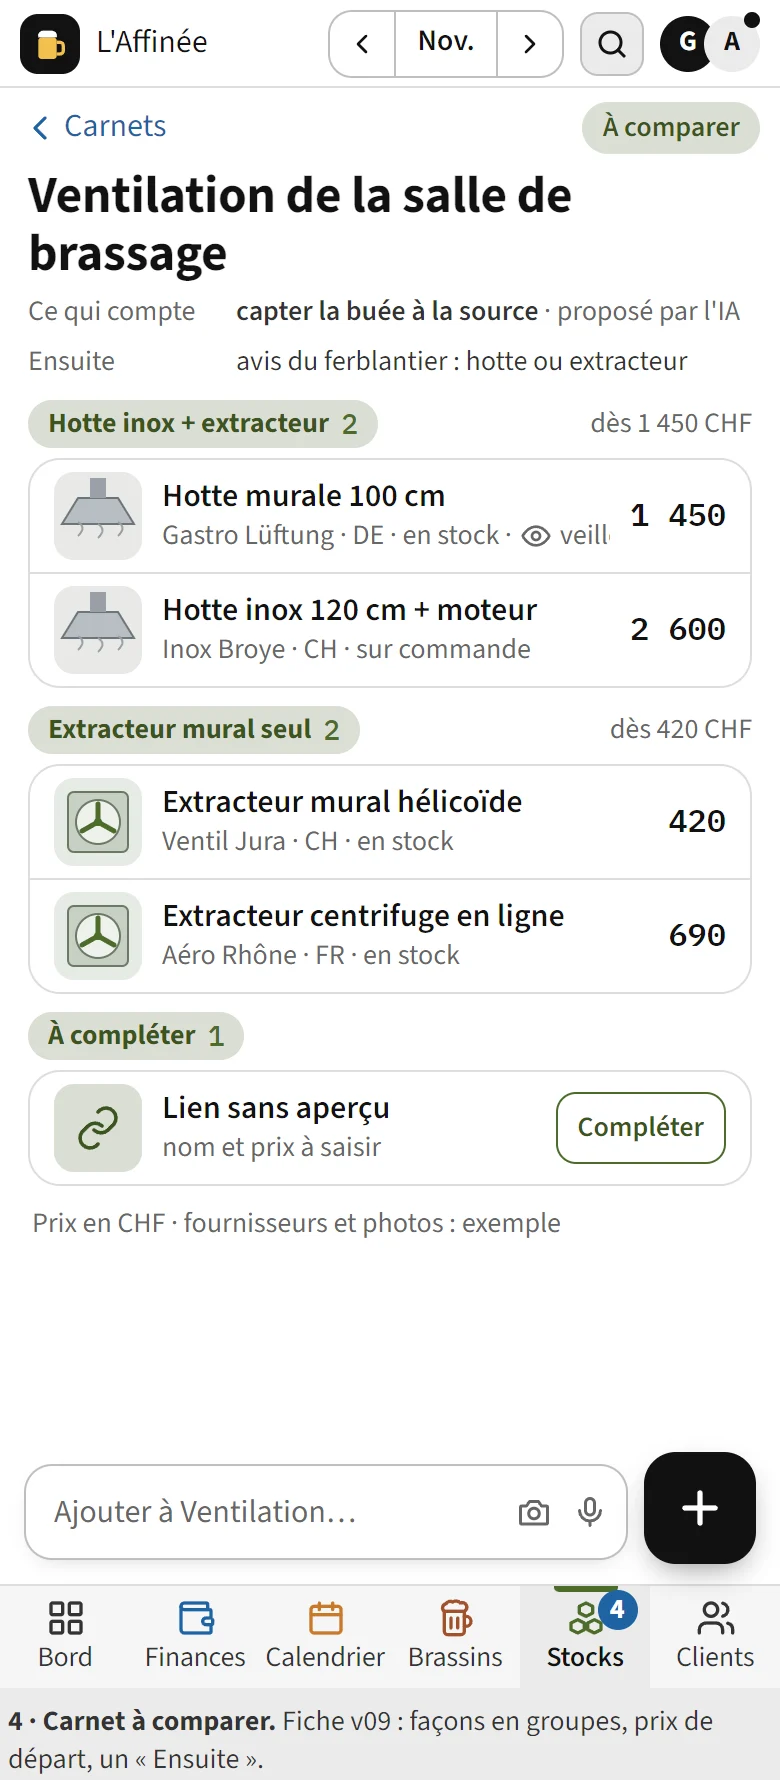 L'Affinée
Nov.
G
A
Carnets
À comparer
Ventilation de la salle de
brassage
Ce qui compte capter la buée à la source · proposé par l'IA
Ensuite avis du ferblantier : hotte ou extracteur
Hotte inox + extracteur 2 dès 1 450 CHF
Hotte murale 100 cm
Gastro Lüftung · DE · en stock · veill
1 450
Hotte inox 120 cm + moteur
Inox Broye · CH · sur commande
2 600
Extracteur mural seul 2 dès 420 CHF
Extracteur mural hélicoïde
Ventil Jura · CH · en stock
420
Extracteur centrifuge en ligne
Aéro Rhône · FR · en stock
690
À compléter 1
Lien sans aperçu
nom et prix à saisir
Compléter
Prix en CHF · fournisseurs et photos : exemple
Ajouter à Ventilation…
4
Bord Finances Calendrier Brassins Stocks Clients
4 · Carnet à comparer. Fiche v09 : façons en groupes, prix de
départ, un « Ensuite ».